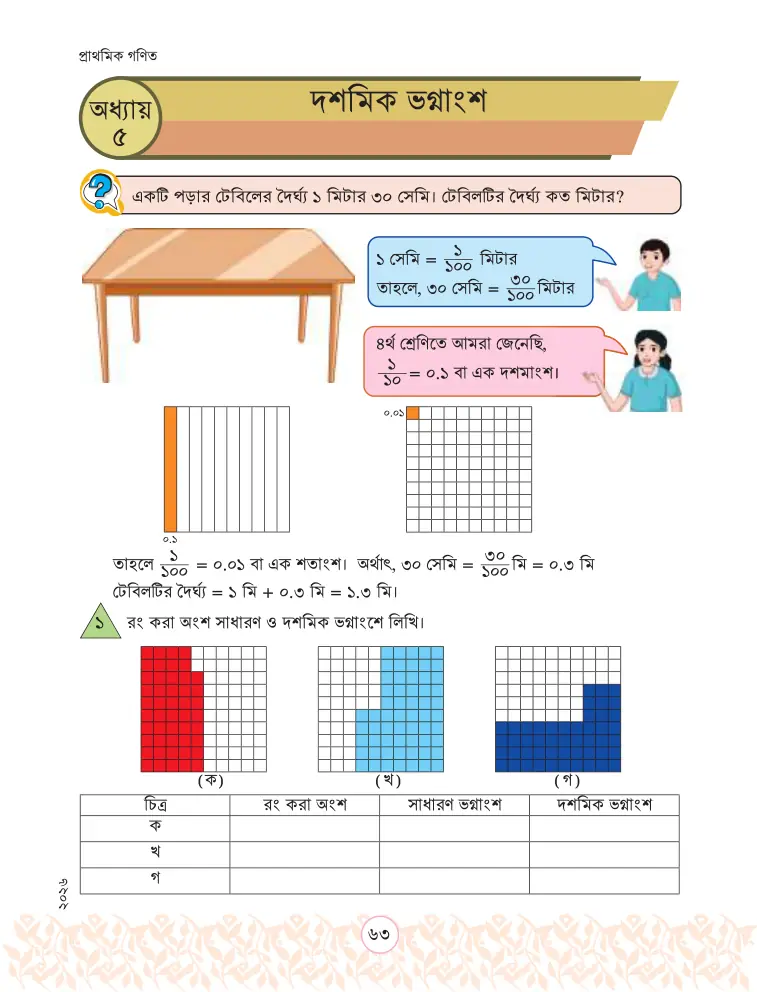 প্রাথমিক গণিত
অধ্যায়
৫
দশমিক ভগ্নাংশ
একটি পড়ার টেবিলের দৈর্ঘ্য ১ মিটার ৩০ সেমি। টেবিলটির দৈর্ঘ্য কত মিটার?
১ সেমি = ১/১০০ মিটার
তাহলে, ৩০ সেমি = ৩০/১০০ মিটার
৪র্থ শ্রেণিতে আমরা জেনেছি,
১/১০ = ০.১ বা এক দশমাংশ।
০.০১
০.১
তাহলে ১/১০০ = ০.০১ বা এক শতাংশ। অর্থাৎ, ৩০ সেমি = ৩০/১০০ মি = ০.৩ মি
টেবিলটির দৈর্ঘ্য = ১ মি + ০.৩ মি = ১.৩ মি।
১ রং করা অংশ সাধারণ ও দশমিক ভগ্নাংশে লিখি।
(ক) (খ) (গ)
চিত্র রং করা অংশ সাধারণ ভগ্নাংশ দশমিক ভগ্নাংশ
ক
খ
গ
২০২৬
৬৩